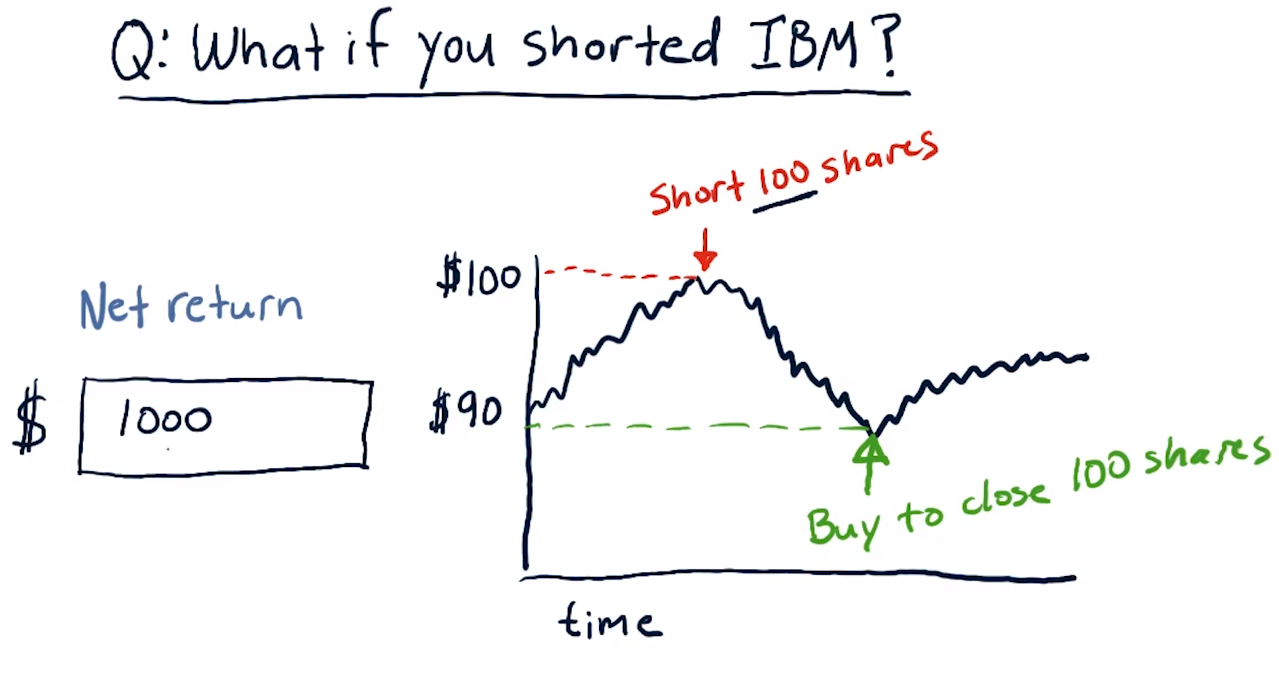 Q: What if you shorted IBM?
Short 100 shares
$100
Net return
$90
$ 1000
Buy to close 100 shares
time